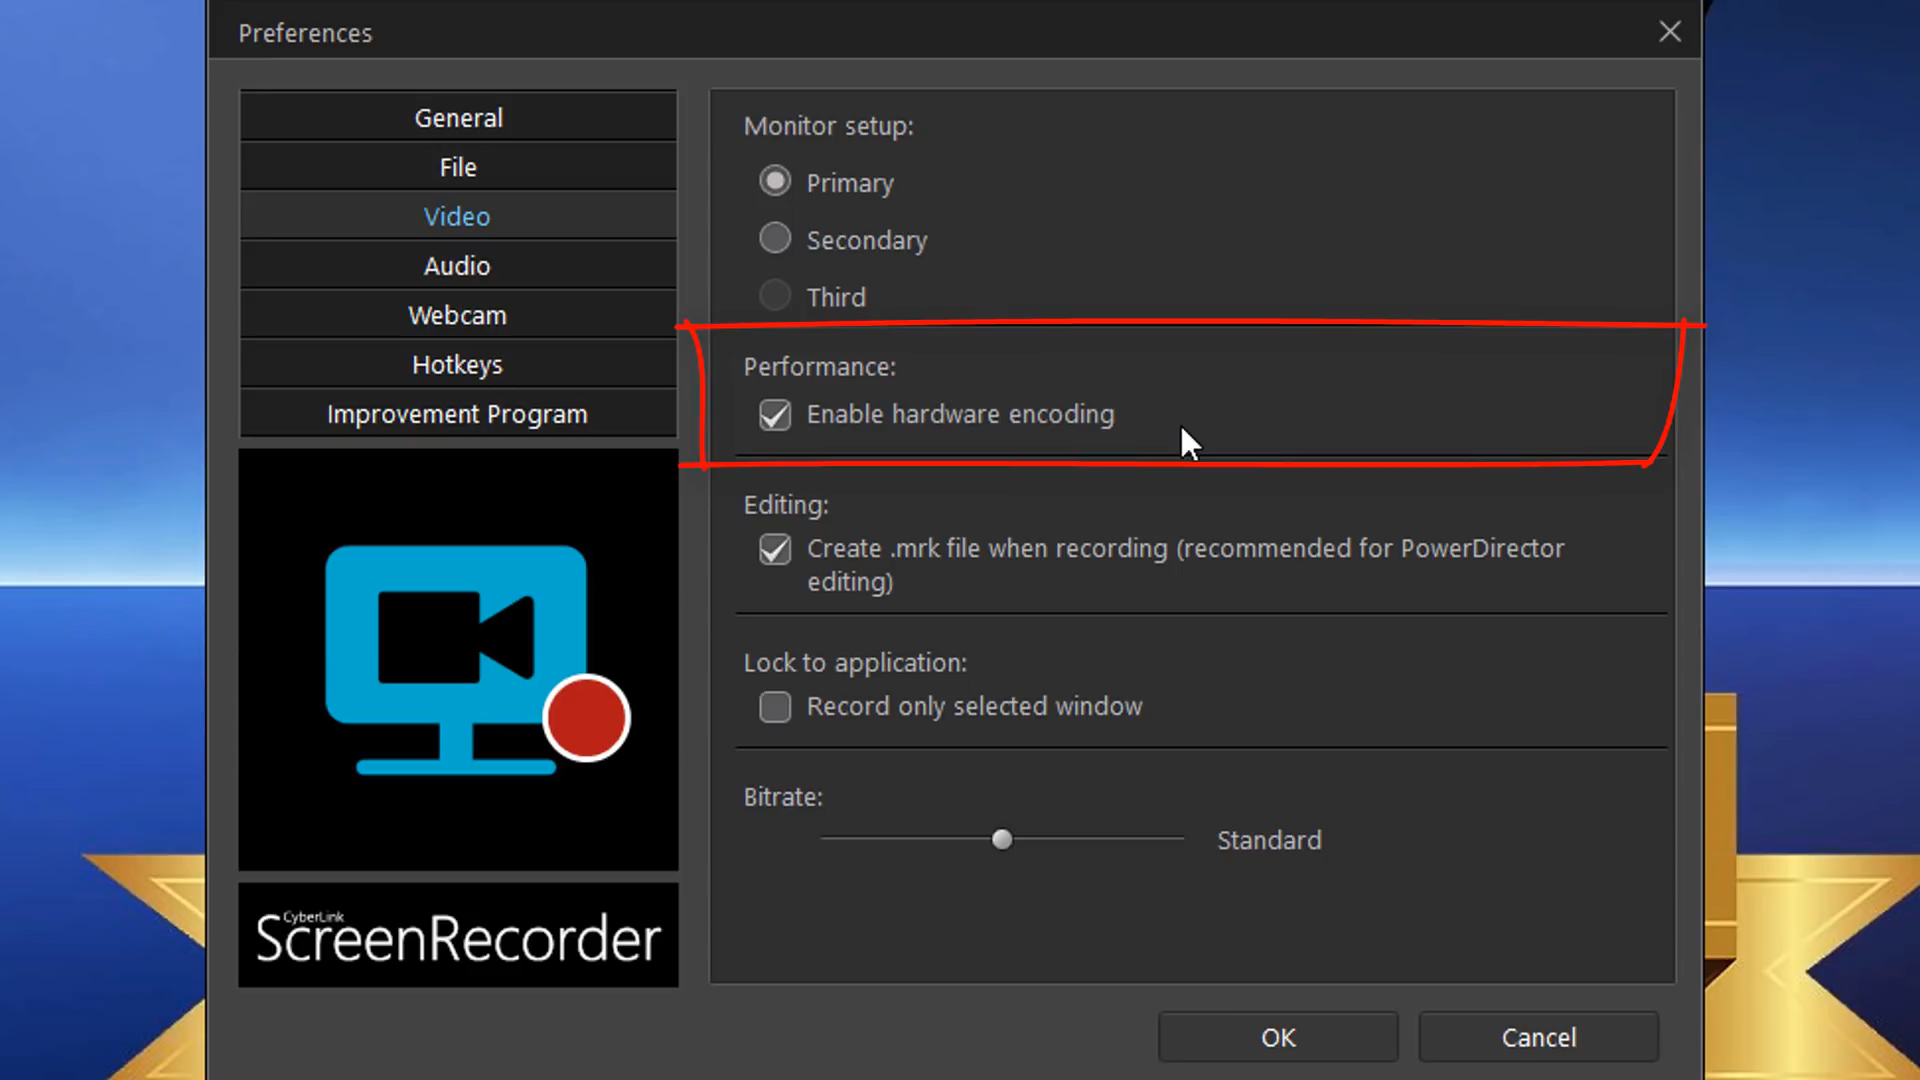 Preferences
General
File
Video
Audio
Webcam
Hotkeys
Improvement Program
CyberLink
ScreenRecorder
Monitor setup:
Primary
Secondary
Third
Performance:
Enable hardware encoding
Editing:
Create .mrk file when recording (recommended for PowerDirector
editing)
Lock to application:
Record only selected window
Bitrate:
Standard
OK
Cancel